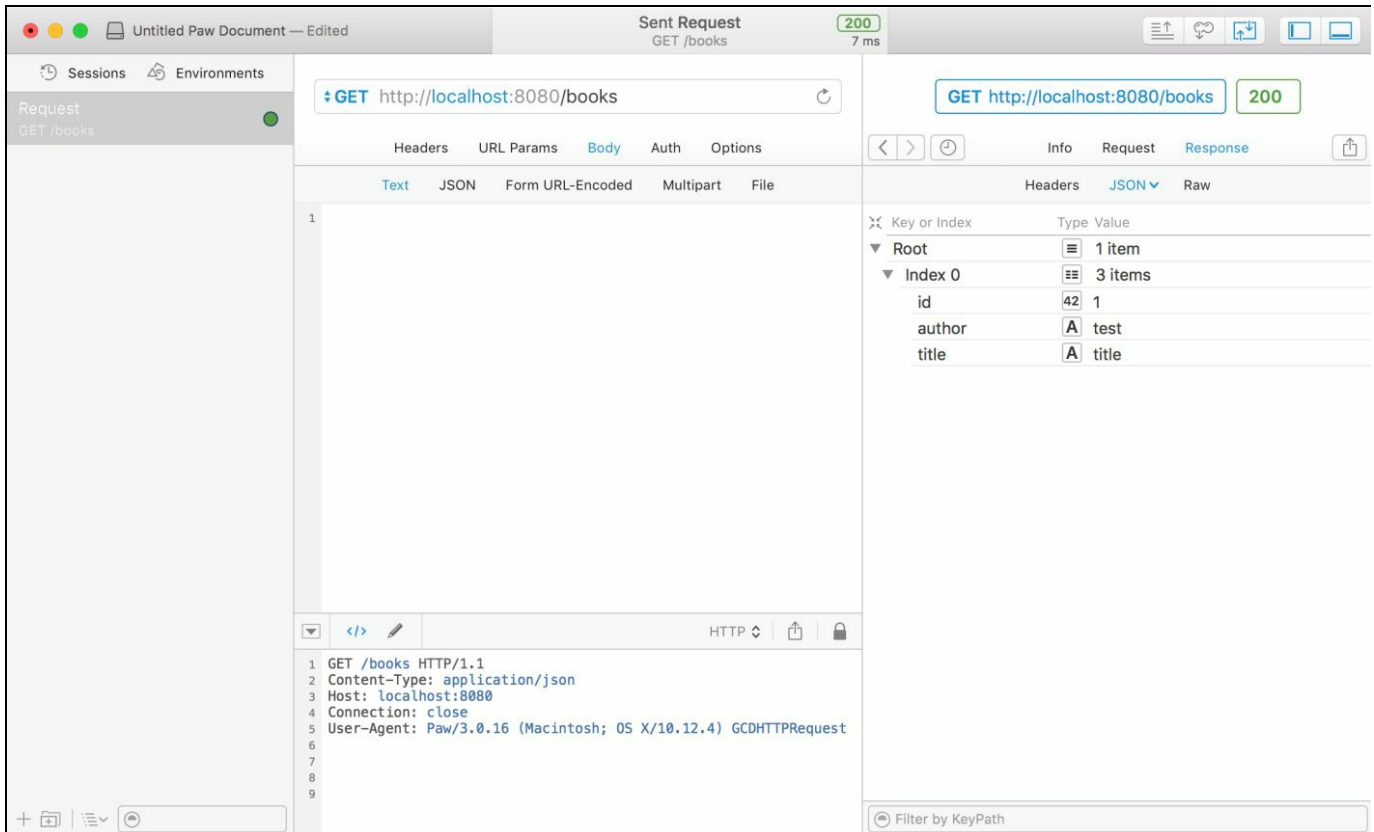 Untitled Paw Document — Edited
Sent Request
GET /books
200
7 ms
Sessions Environments
Request
GET /books
GET http://localhost:8080/books
Headers URL Params Body Auth Options
Text JSON Form URL-Encoded Multipart File
1
</> HTTP
1 GET /books HTTP/1.1
2 Content-Type: application/json
3 Host: localhost:8080
4 Connection: close
5 User-Agent: Paw/3.0.16 (Macintosh; OS X/10.12.4) GCDHTTPRequest
6
7
8
9
GET http://localhost:8080/books 200
Info Request Response
Headers JSON Raw
Key or Index Type Value
Root 1 item
Index 0 3 items
id 42 1
author A test
title A title
Filter by KeyPath